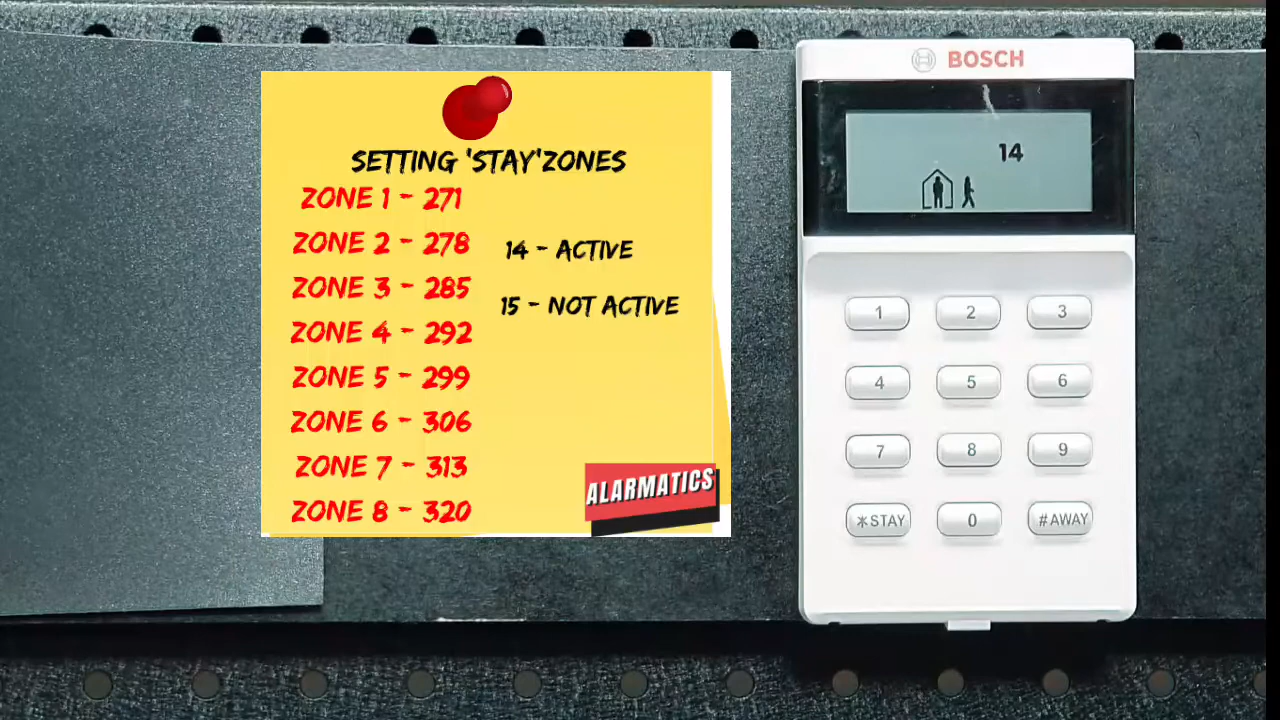 SETTING 'STAY'ZONES
ZONE 1 - 271
ZONE 2 - 278
ZONE 3 - 285
ZONE 4 - 292
ZONE 5 - 299
ZONE 6 - 306
ZONE 7 - 313
ZONE 8 - 320
14 - ACTIVE
15 - NOT ACTIVE
ALARMATICS
BOSCH
14
1 2 3
4 5 6
7 8 9
*STAY 0 #AWAY